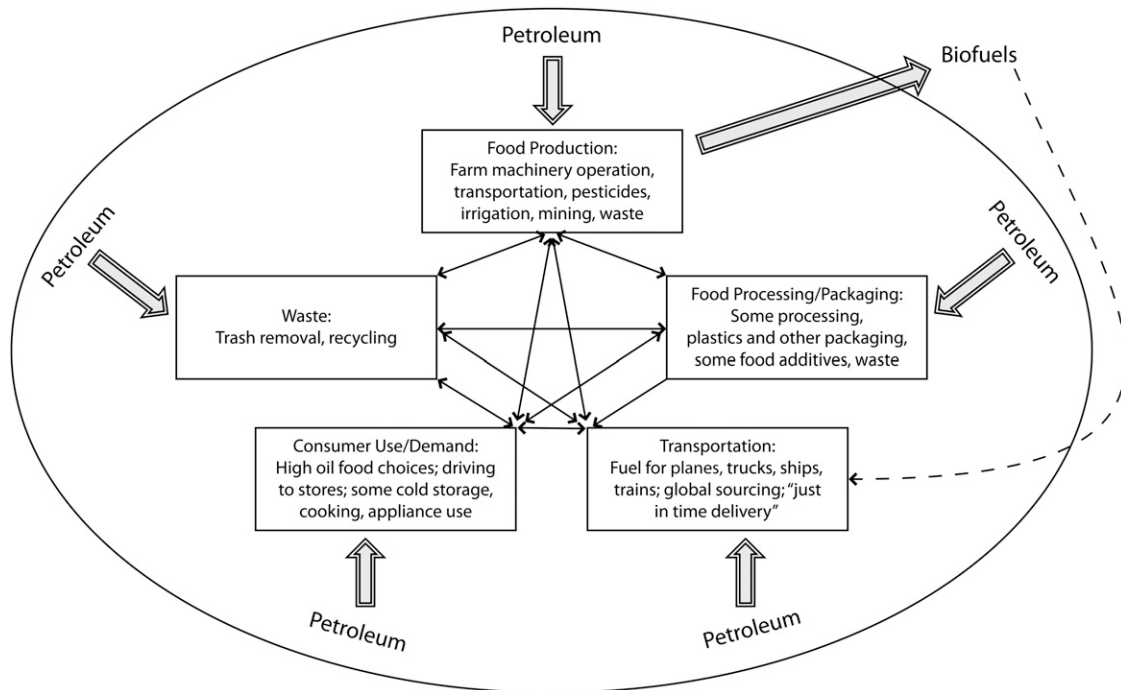 Petroleum
Biofuels
Food Production:
Farm machinery operation,
transportation, pesticides,
irrigation, mining, waste
Petroleum
Petroleum
Waste:
Trash removal, recycling
Food Processing/Packaging:
Some processing,
plastics and other packaging,
some food additives, waste
Consumer Use/Demand:
High oil food choices; driving
to stores; some cold storage,
cooking, appliance use
Transportation:
Fuel for planes, trucks, ships,
trains; global sourcing; “just
in time delivery”
Petroleum
Petroleum